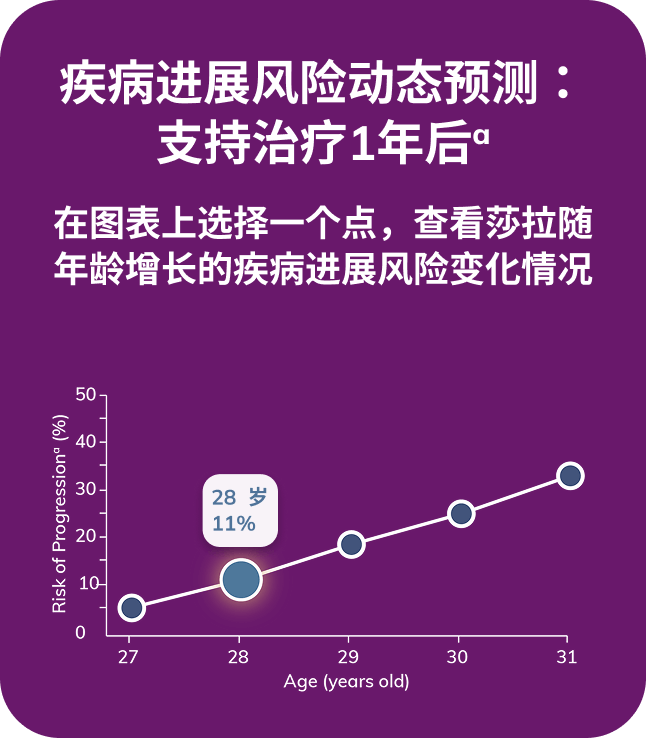 疾病进展风险动态预测：
支持治疗1年后ᵅ
在图表上选择一个点，查看莎拉随
年龄增长的疾病进展风险变化情况
50
40
30
20
10
0
Risk of Progressionᵅ (%)
28 岁
11%
27 28 29 30 31
Age (years old)